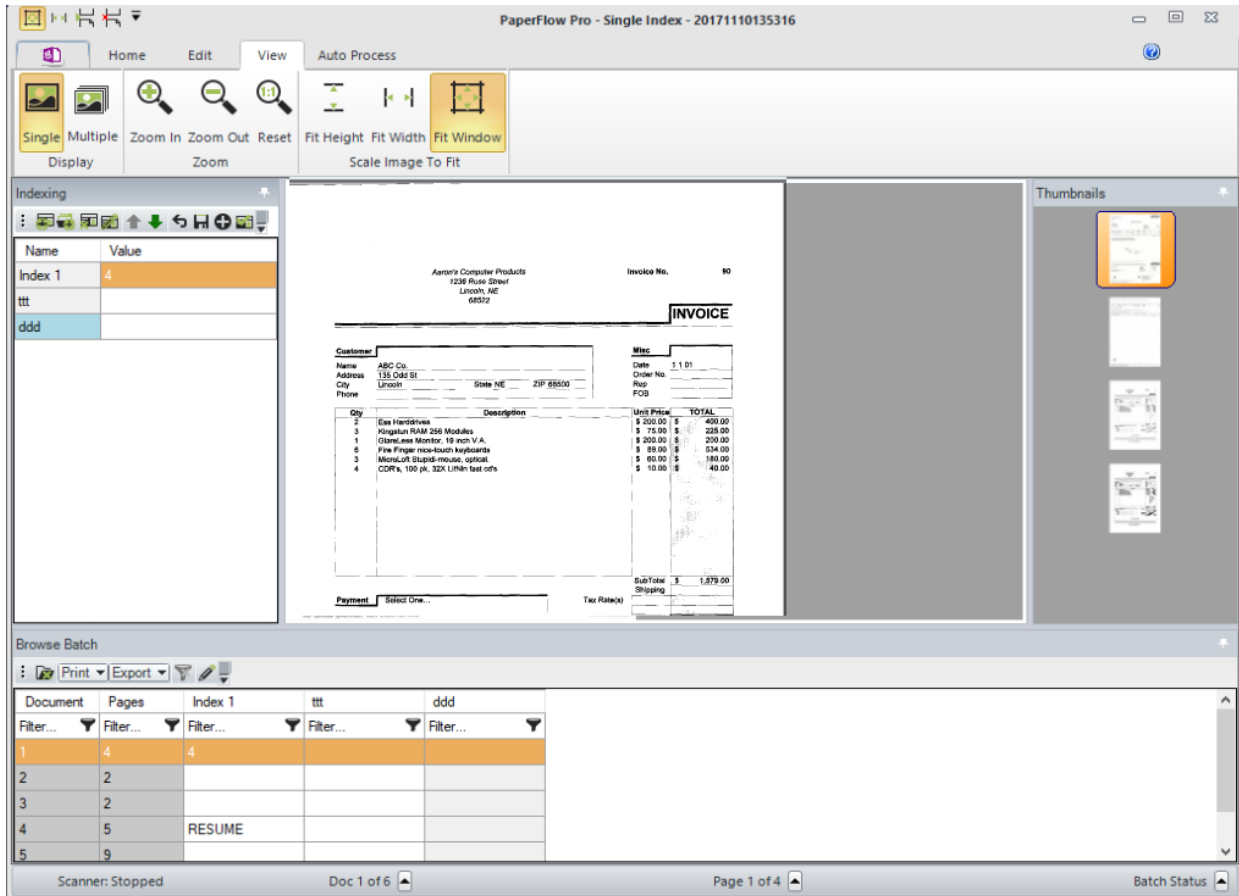 PaperFlow Pro - Single Index - 20171110135316
Home Edit View Auto Process
Single Multiple Zoom In Zoom Out Reset Fit Height Fit Width Fit Window
Display Zoom Scale Image To Fit
Indexing
Name Value
Index 1 4
ttt
ddd
Aaron's Computer Products Invoice No. 90
1236 Rose Street
Lincoln, NE
68522
INVOICE
Customer Misc
Name ABC Co. Date 1 1 01
Address 135 Odd St Order No.
City Lincoln State NE ZIP 68500 Rep
Phone FOB
Qty Description Unit Price TOTAL
2 Ess Harddrives $ 200.00 $ 400.00
3 Kingstun RAM 256 Modules $ 75.00 $ 225.00
1 GlareLess Monitor, 19 inch V.A. $ 200.00 $ 200.00
6 Fire Finger nice-touch keyboards $ 89.00 $ 534.00
3 MicroLoft Stupid-mouse, optical $ 60.00 $ 180.00
4 CDR's, 100 pk, 32X fast cd's $ 10.00 $ 40.00
SubTotal $ 1,579.00
Shipping
Payment Select One... Tax Rate(s)
Thumbnails
Browse Batch
Print Export
Document Pages Index 1 ttt ddd
Filter... Filter... Filter... Filter... Filter...
1 4 4
2 2
3 2
4 5 RESUME
5 9
Scanner: Stopped Doc 1 of 6 Page 1 of 4 Batch Status